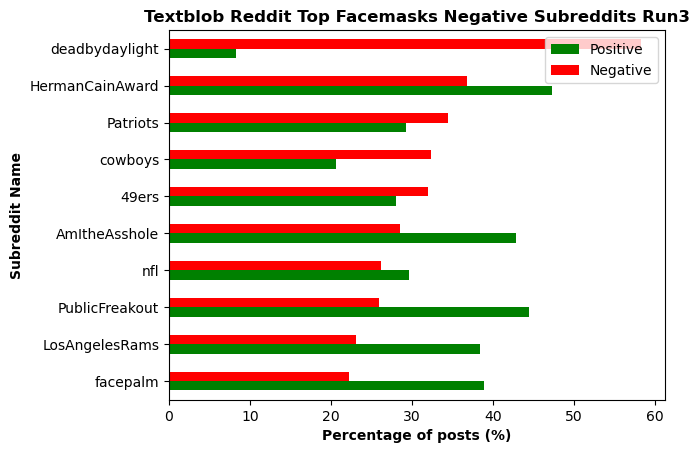 Textblob Reddit Top Facemasks Negative Subreddits Run3
deadbydaylight
HermanCainAward
Patriots
cowboys
49ers
AmItheAsshole
nfl
PublicFreakout
LosAngelesRams
facepalm
Subreddit Name
Positive
Negative
0 10 20 30 40 50 60
Percentage of posts (%)